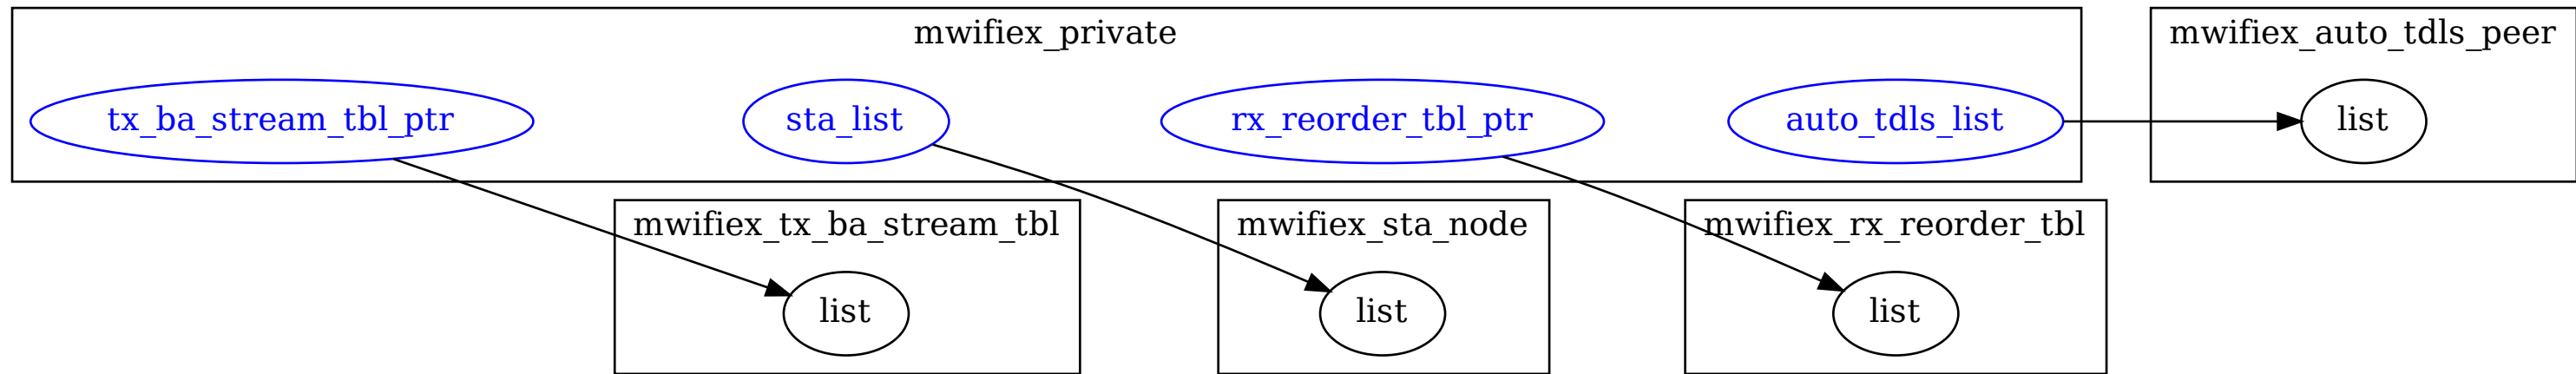 mwifiex_private
mwifiex_auto_tdls_peer
tx_ba_stream_tbl_ptr
sta_list
rx_reorder_tbl_ptr
auto_tdls_list
list
mwifiex_tx_ba_stream_tbl
mwifiex_sta_node
mwifiex_rx_reorder_tbl
list
list
list